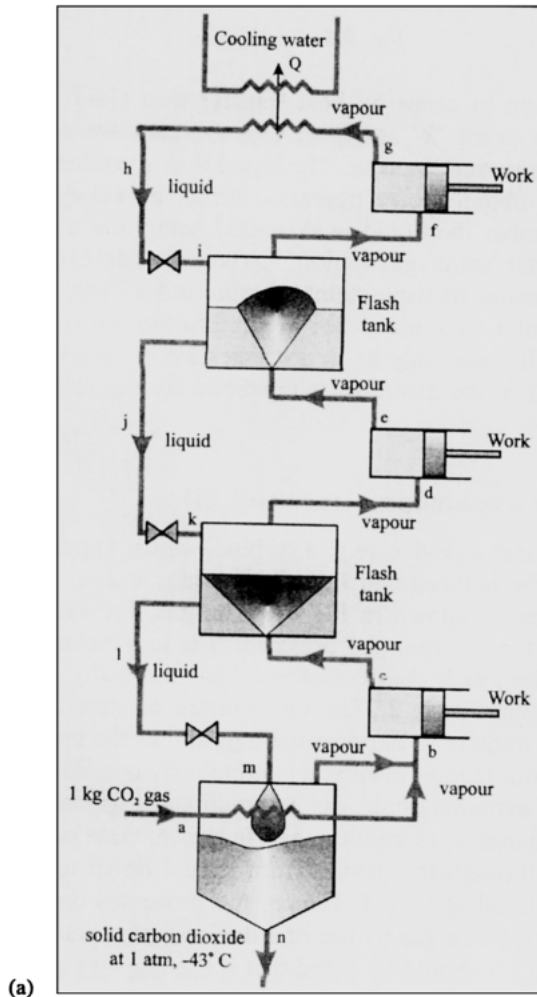 Cooling water
Q
vapour
g
h
liquid
Work
f
i
vapour
Flash
tank
vapour
e
j
liquid
Work
d
k
vapour
Flash
tank
l
vapour
c
liquid
Work
vapour
b
m
vapour
1 kg CO₂ gas
a
n
solid carbon dioxide
at 1 atm, -43° C
(a)